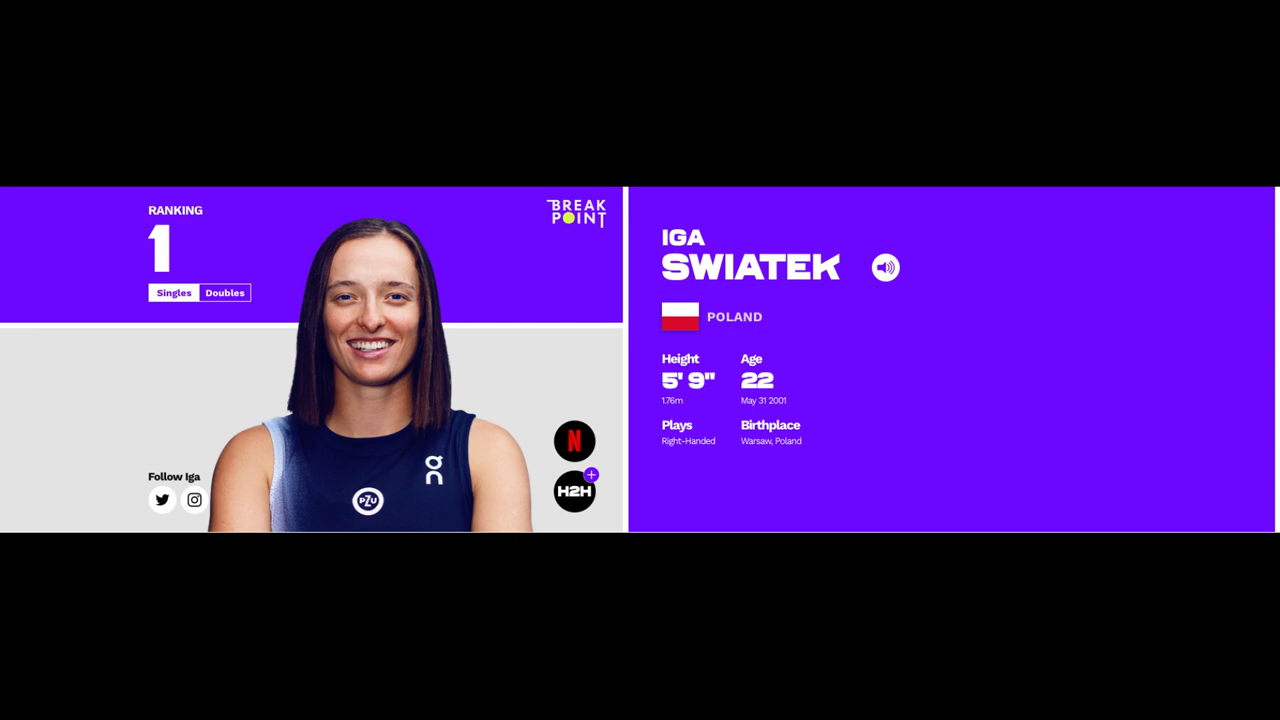 RANKING
1
Singles Doubles
BREAK
POINT
Follow Iga
on
PZU
N
H2H
+
IGA
SWIATEK
POLAND
Height Age
5' 9" 22
1.76m May 31 2001
Plays Birthplace
Right-Handed Warsaw, Poland